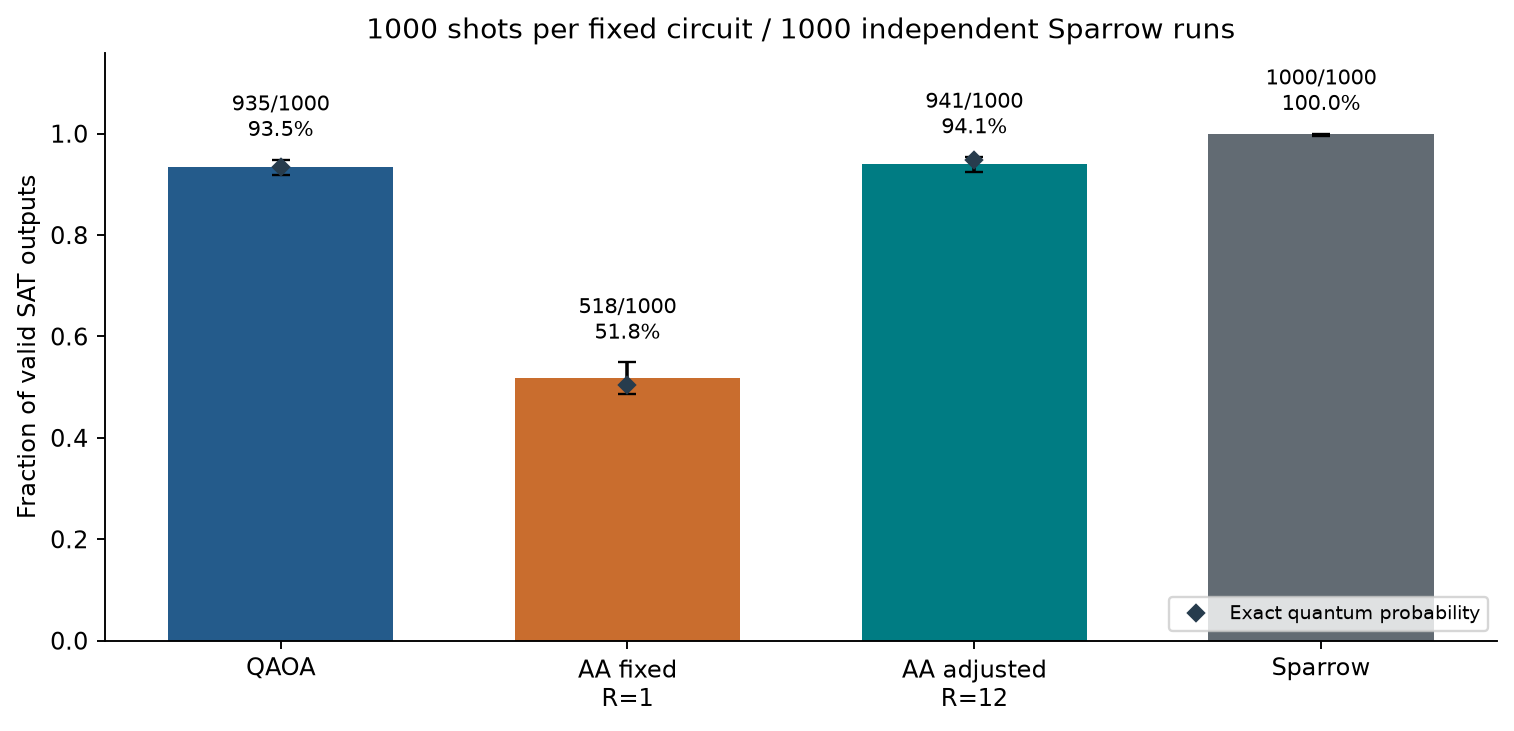 1000 shots per fixed circuit / 1000 independent Sparrow runs
Fraction of valid SAT outputs
1.0
0.8
0.6
0.4
0.2
0.0
935/1000
93.5%
518/1000
51.8%
941/1000
94.1%
1000/1000
100.0%
Exact quantum probability
QAOA
AA fixed
R=1
AA adjusted
R=12
Sparrow